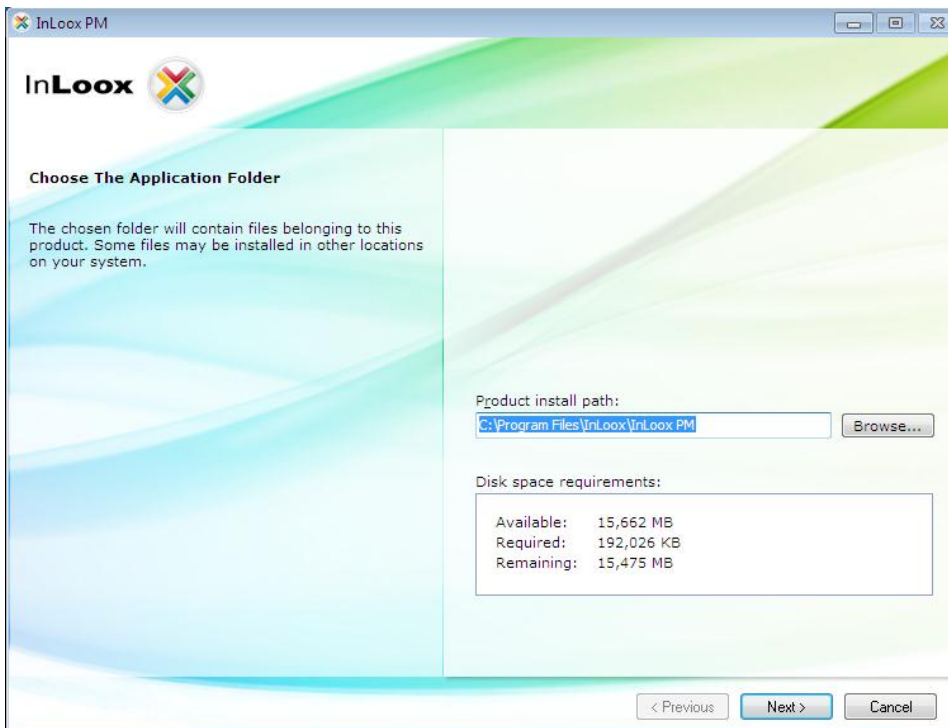 InLoox PM
InLoox
Choose The Application Folder
The chosen folder will contain files belonging to this
product. Some files may be installed in other locations
on your system.
Product install path:
C:\Program Files\InLoox\InLoox PM
Browse...
Disk space requirements:
Available: 15,662 MB
Required: 192,026 KB
Remaining: 15,475 MB
< Previous
Next >
Cancel